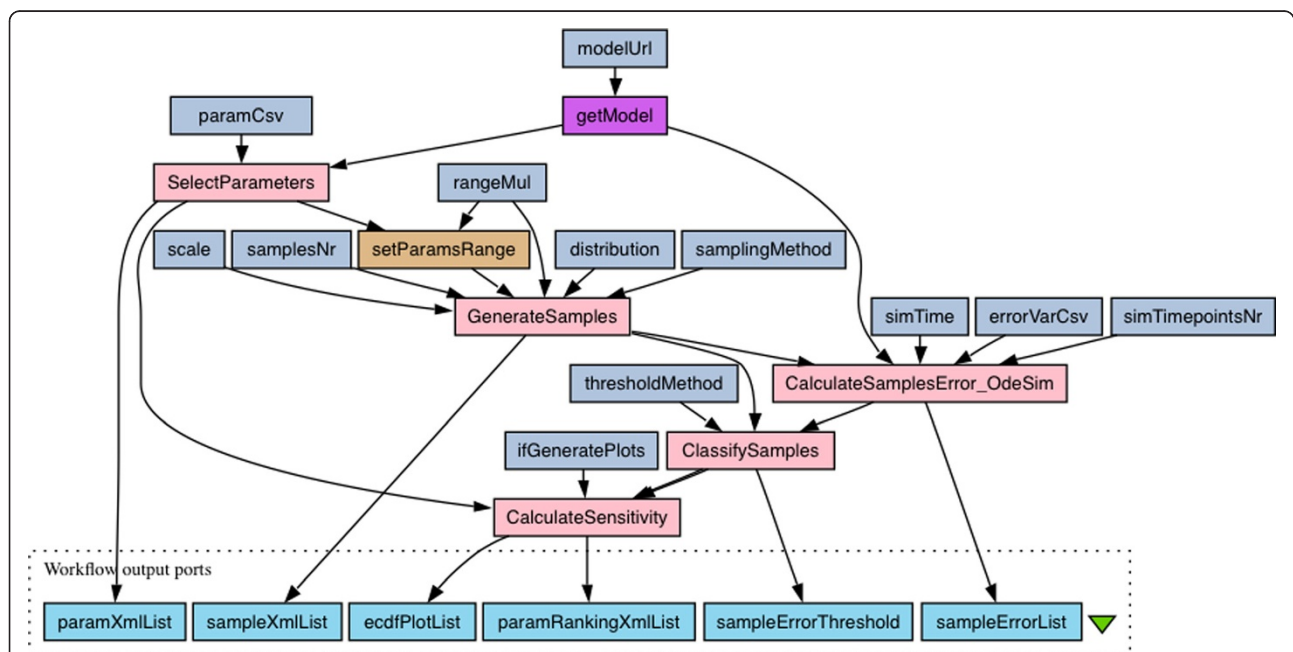 modelUrl
paramCsv
getModel
SelectParameters
rangeMul
scale
samplesNr
setParamsRange
distribution
samplingMethod
GenerateSamples
simTime
errorVarCsv
simTimepointsNr
thresholdMethod
CalculateSamplesError_OdeSim
ifGeneratePlots
ClassifySamples
CalculateSensitivity
Workflow output ports
paramXmlList
sampleXmlList
ecdfPlotList
paramRankingXmlList
sampleErrorThreshold
sampleErrorList